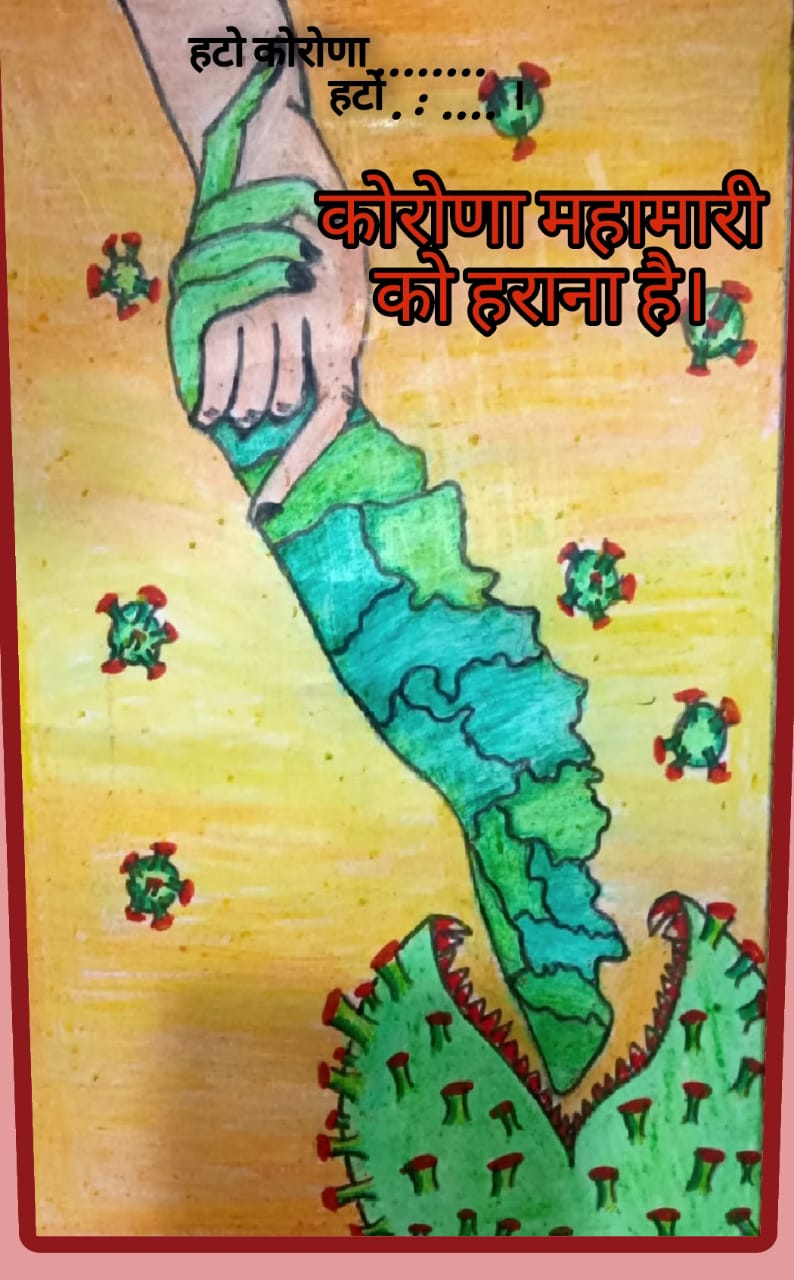 हटो कोरोणा........
हटो . : .... ।
कोरोणा महामारी
को हराना है।